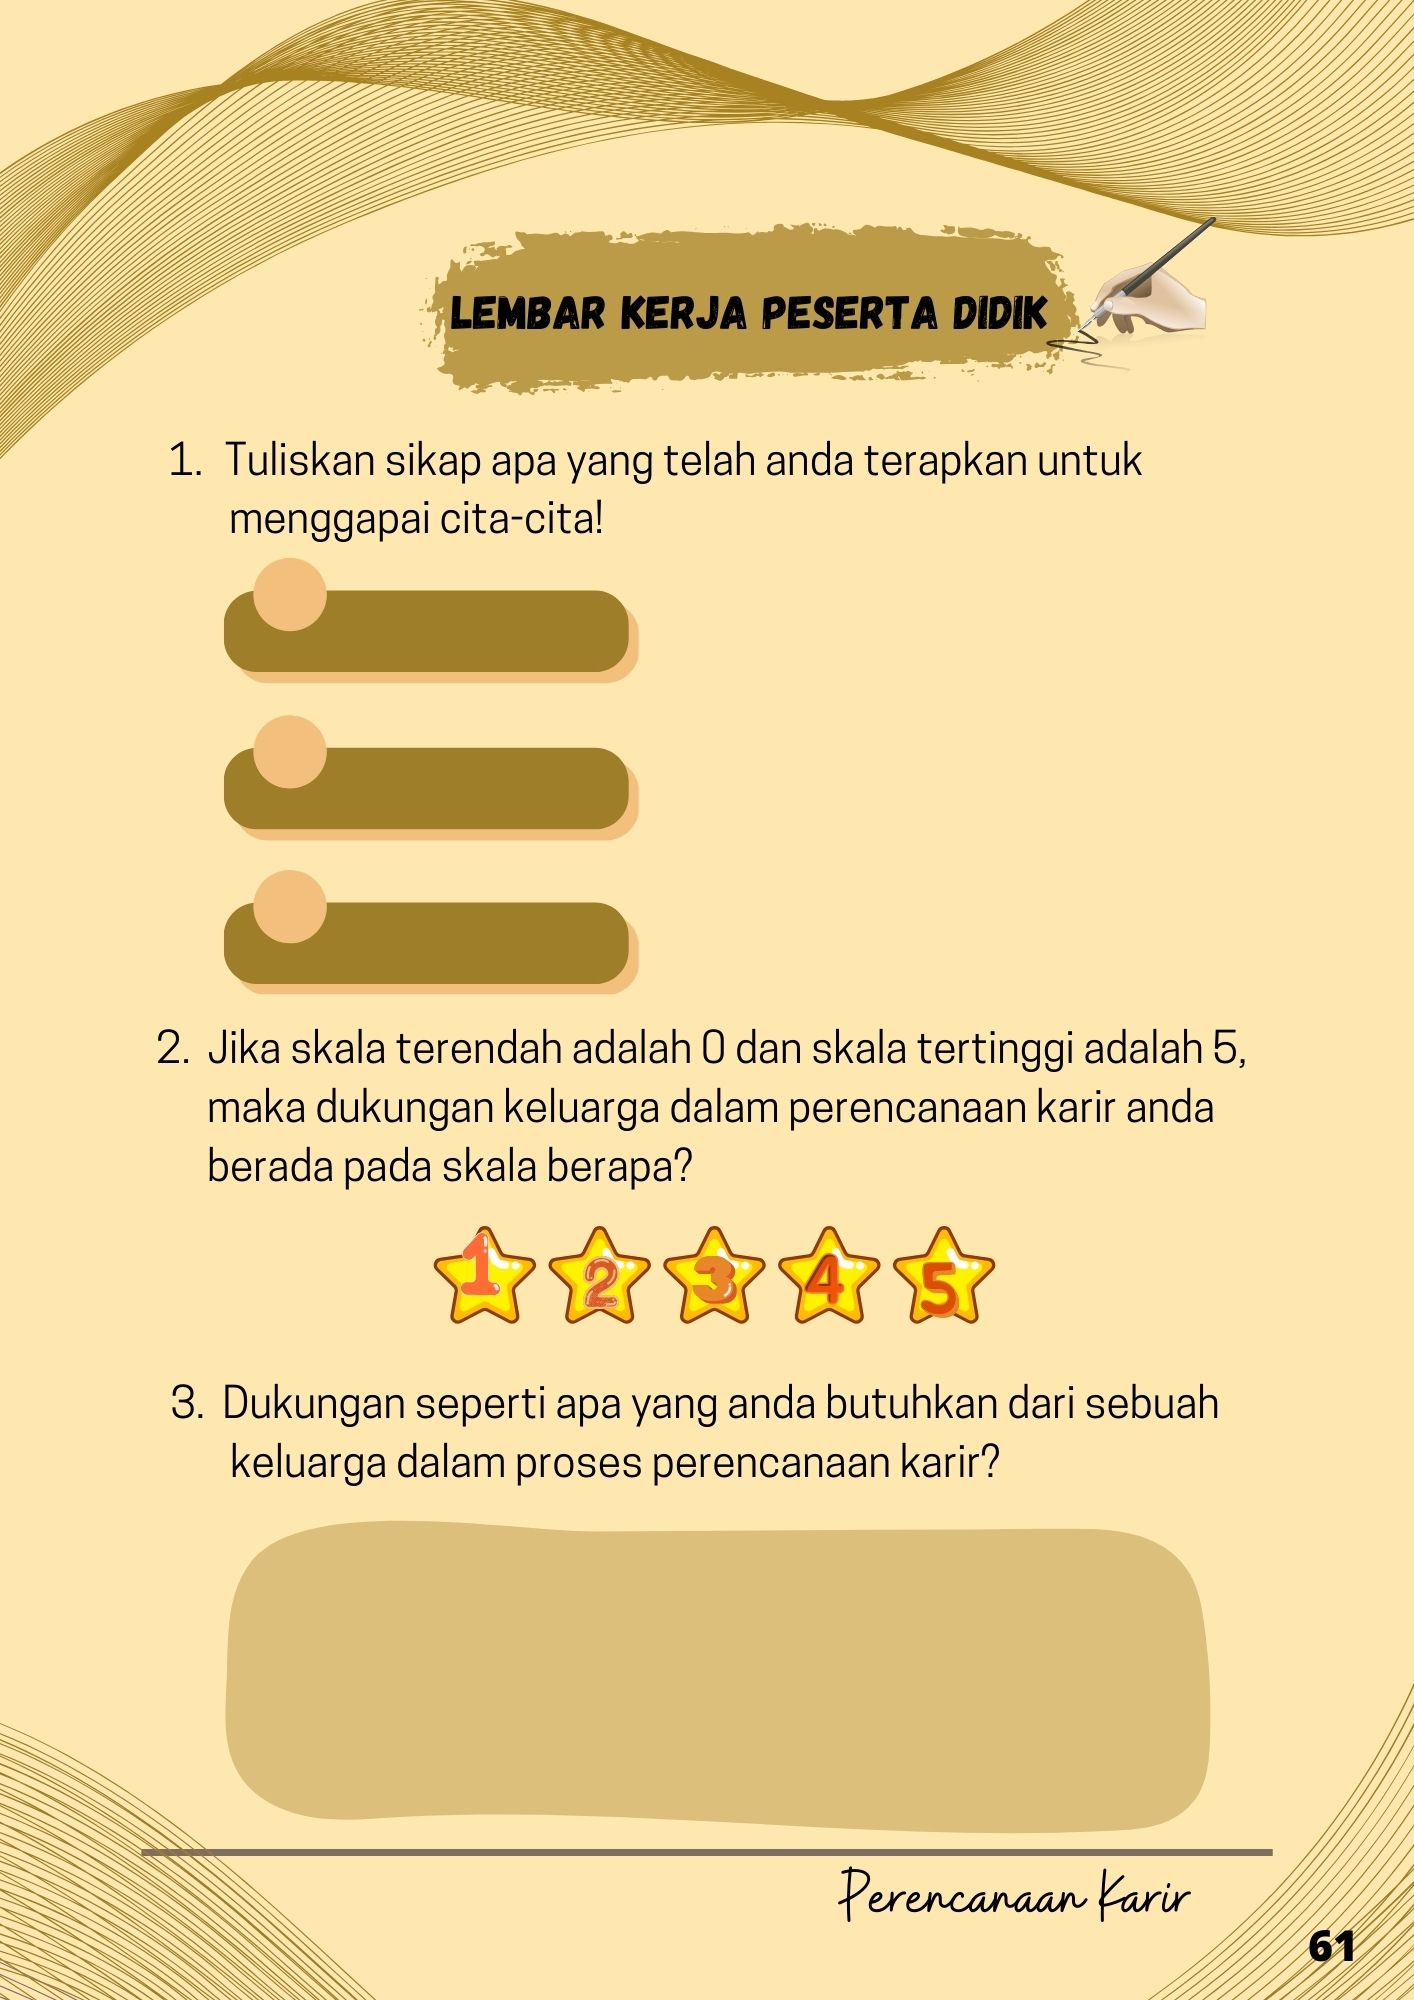 LEMBAR KERJA PESERTA DIDIK
1. Tuliskan sikap apa yang telah anda terapkan untuk
menggapai cita-cita!
2. Jika skala terendah adalah 0 dan skala tertinggi adalah 5,
maka dukungan keluarga dalam perencanaan karir anda
berada pada skala berapa?
1 2 3 4 5
3. Dukungan seperti apa yang anda butuhkan dari sebuah
keluarga dalam proses perencanaan karir?
Perencanaan Karir
61